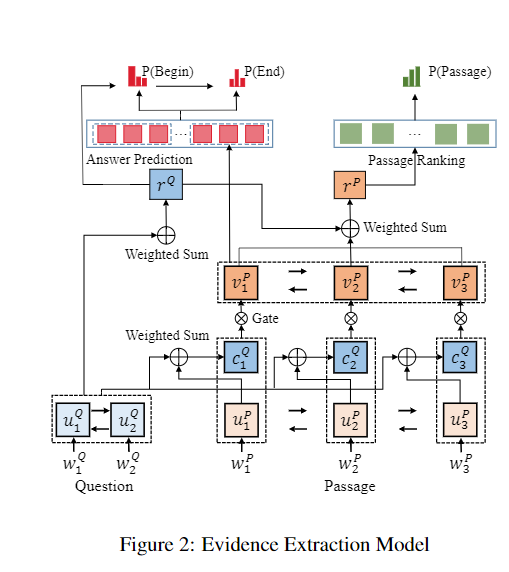 P(Begin) P(End) P(Passage)
...
...
Answer Prediction Passage Ranking
r^Q r^P
Weighted Sum
Weighted Sum
v_1^P v_2^P v_3^P
Gate
Weighted Sum
c_1^Q c_2^Q c_3^Q
u_1^Q u_2^Q u_1^P u_2^P u_3^P
w_1^Q w_2^Q w_1^P w_2^P w_3^P
Question Passage
Figure 2: Evidence Extraction Model